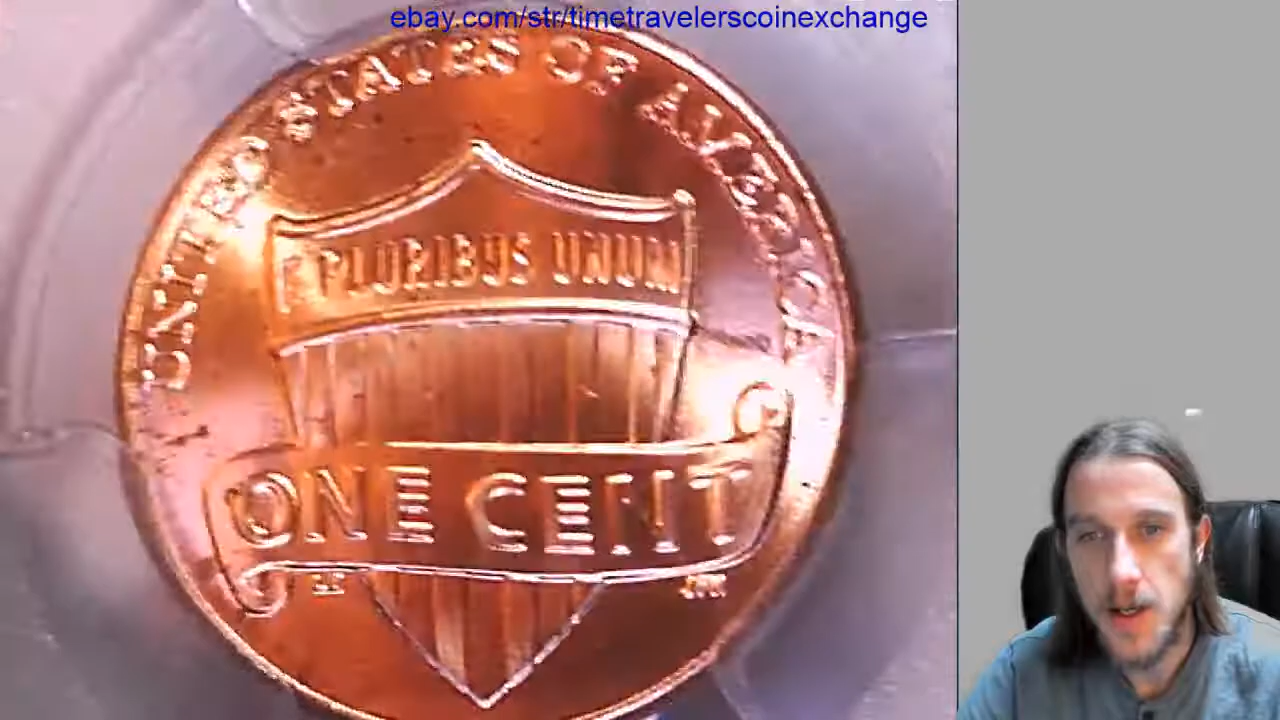 ebay.com/str/timetravelerscoinexchange
UNITED STATES OF AMERICA
E PLURIBUS UNUM
ONE CENT